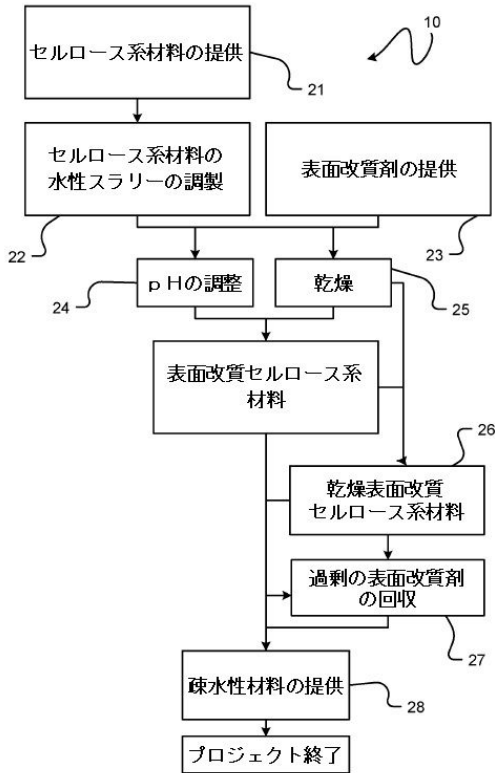 10
セルロース系材料の提供
21
セルロース系材料の
水性スラリーの調製
表面改質剤の提供
22
23
24
ｐＨの調整
乾燥
25
表面改質セルロース系
材料
26
乾燥表面改質
セルロース系材料
過剰の表面改質剤
の回収
27
疎水性材料の提供
28
プロジェクト終了